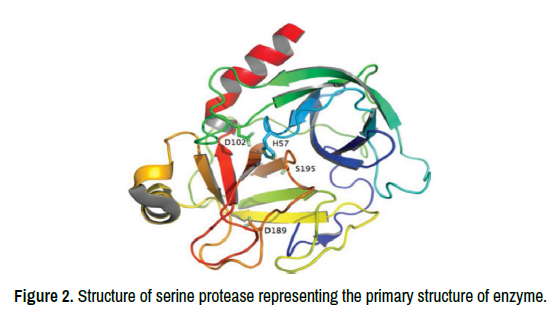 D102
H57
S195
D189
Figure 2. Structure of serine protease representing the primary structure of enzyme.